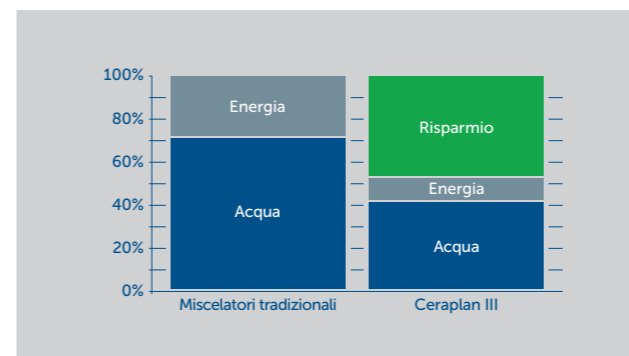 100%
80%
60%
40%
20%
0%
Energia
Acqua
Risparmio
Energia
Acqua
Miscelatori tradizionali
Ceraplan III